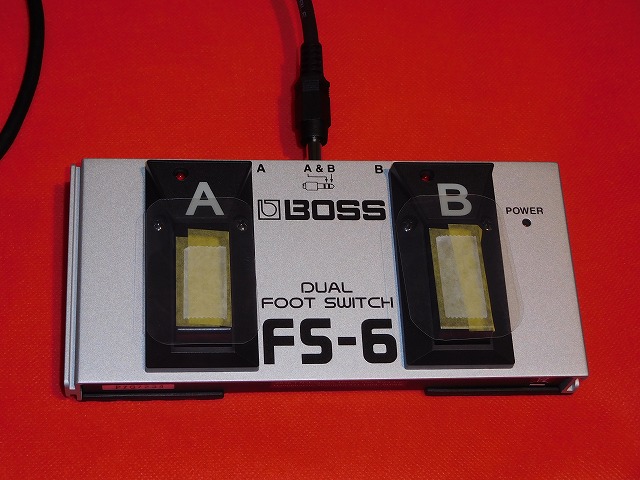 A A & B B
A
B
BOSS
POWER
DUAL
FOOT SWITCH
FS-6